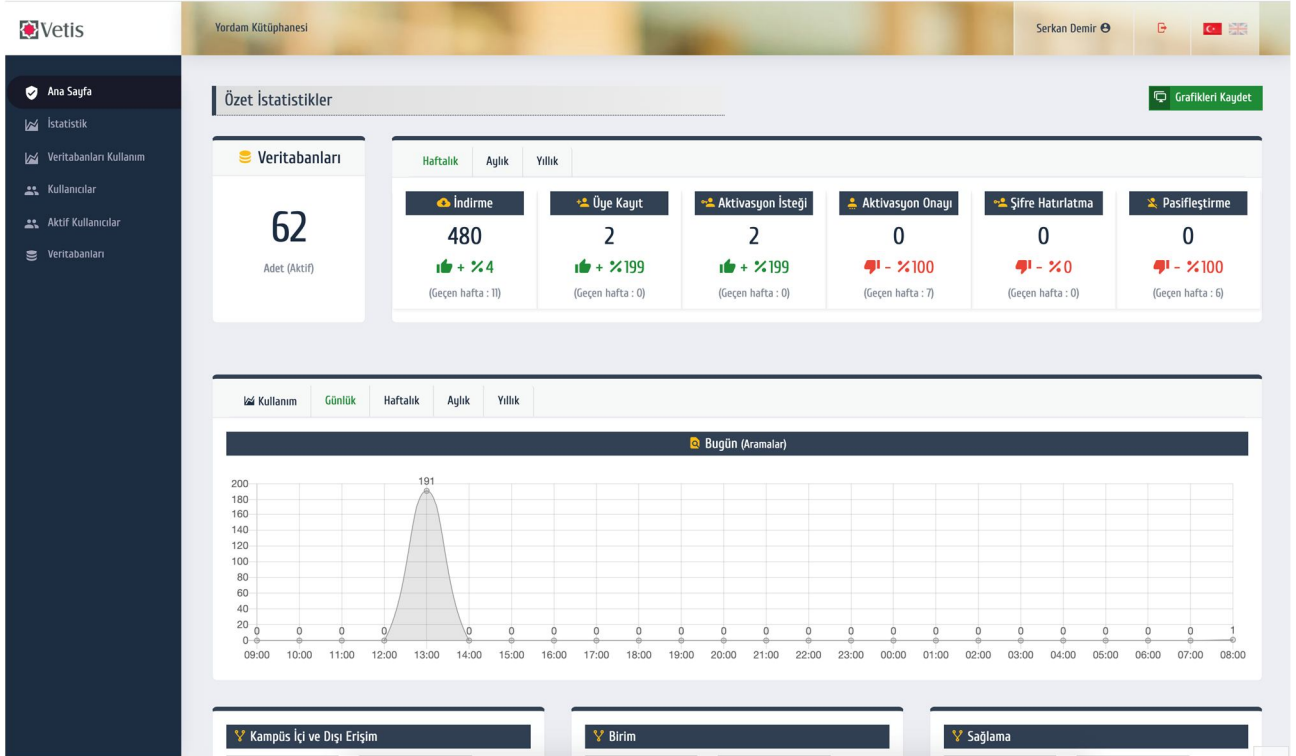 Vetis
Yordam Kütüphanesi
Serkan Demir
Ana Sayfa
İstatistik
Veritabanları Kullanım
Kullanıcılar
Aktif Kullanıcılar
Veritabanları
Özet İstatistikler
Grafikleri Kaydet
Veritabanları
62
Adet (Aktif)
Haftalık Aylık Yıllık
İndirme Üye Kayıt Aktivasyon İsteği Aktivasyon Onayı Şifre Hatırlatma Pasifleştirme
480 2 2 0 0 0
+ %4 + %199 + %199 - %100 - %0 - %100
(Geçen hafta : 11) (Geçen hafta : 0) (Geçen hafta : 0) (Geçen hafta : 7) (Geçen hafta : 0) (Geçen hafta : 6)
Kullanım Günlük Haftalık Aylık Yıllık
Bugün (Aramalar)
200
180
160
140
120
100
80
60
40
20
0
0 0 0 0 191 0 0 0 0 0 0 0 0 0 0 0 0 0 0 0 0 0 0 1
09:00 10:00 11:00 12:00 13:00 14:00 15:00 16:00 17:00 18:00 19:00 20:00 21:00 22:00 23:00 00:00 01:00 02:00 03:00 04:00 05:00 06:00 07:00 08:00
Kampüs İçi ve Dışı Erişim Birim Sağlama